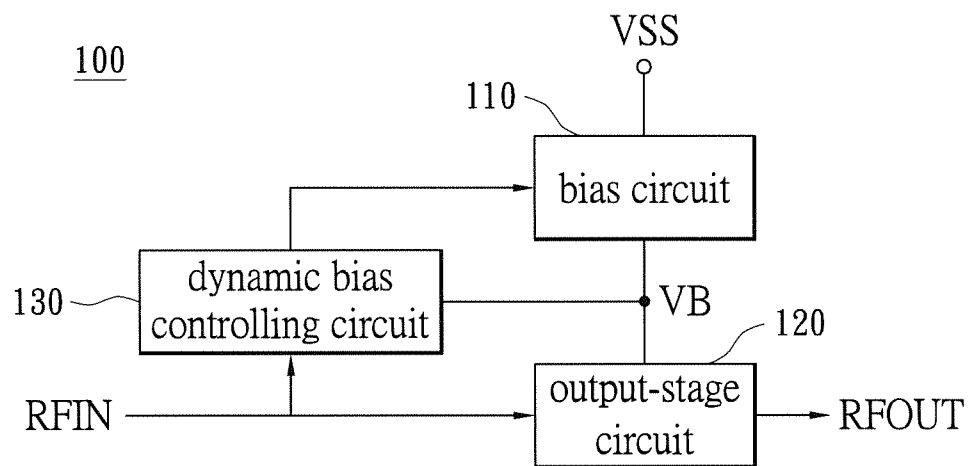 VSS
100
110
bias circuit
dynamic bias
controlling circuit
130
VB
120
output-stage
circuit
RFIN
RFOUT